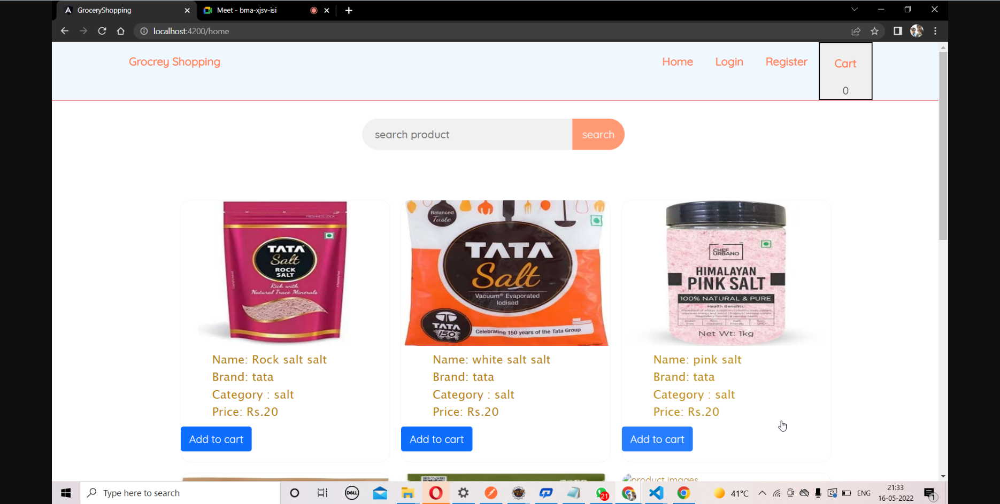 GroceryShopping
Meet - bma-xjsv-isi
localhost:4200/home
Grocrey Shopping
Home
Login
Register
Cart
0
search product
search
FRESHNESS LOCK
TATA
Salt
ROCK
SALT
Rich with
Natural Trace Minerals
Balanced
Taste
TATA
Salt
Vacuum® Evaporated
Iodised
TATA
150
Celebrating 150 years of the Tata Group
CHEF
URBANO
HIMALAYAN
PINK SALT
100% NATURAL & PURE
Health Benefits:
Net Wt: 1kg
Name: Rock salt salt
Brand: tata
Category : salt
Price: Rs.20
Add to cart
Name: white salt salt
Brand: tata
Category : salt
Price: Rs.20
Add to cart
Name: pink salt
Brand: tata
Category : salt
Price: Rs.20
Add to cart
product images
Type here to search
DELL
21
41°C
ENG
21:33
16-05-2022
1